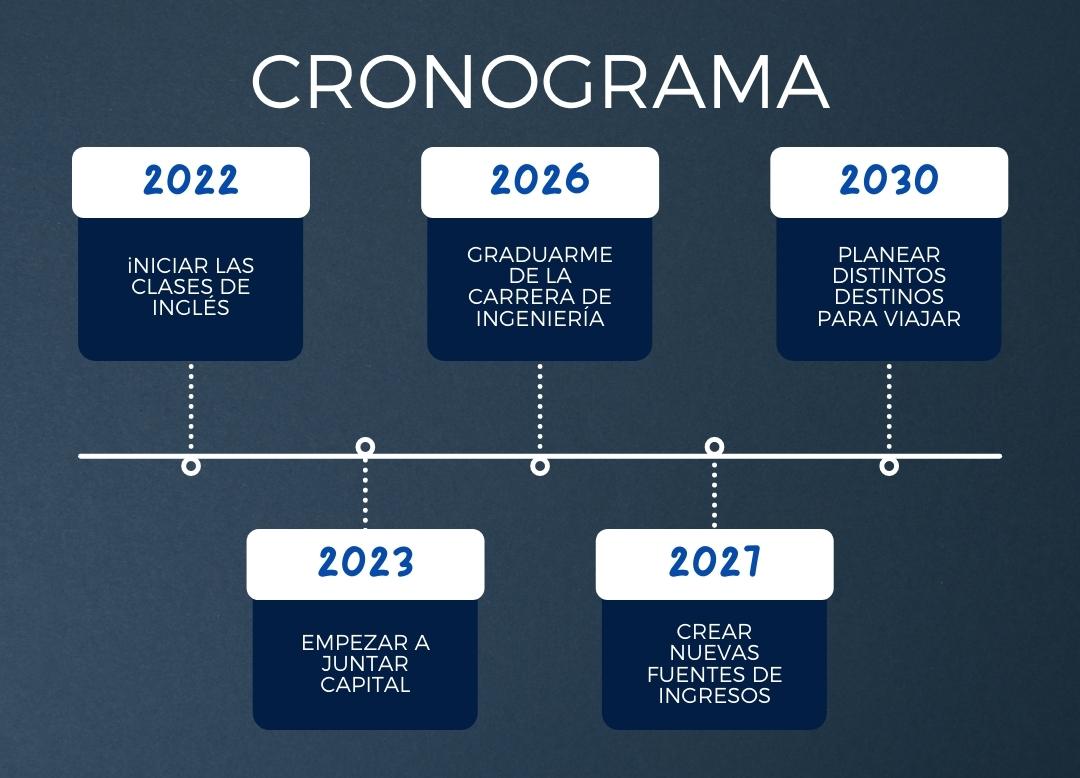 CRONOGRAMA
2022
iNICIAR LAS
CLASES DE
INGLÉS
2026
GRADUARME
DE LA
CARRERA DE
INGENIERÍA
2030
PLANEAR
DISTINTOS
DESTINOS
PARA VIAJAR
2023
EMPEZAR A
JUNTAR
CAPITAL
2027
CREAR
NUEVAS
FUENTES DE
INGRESOS